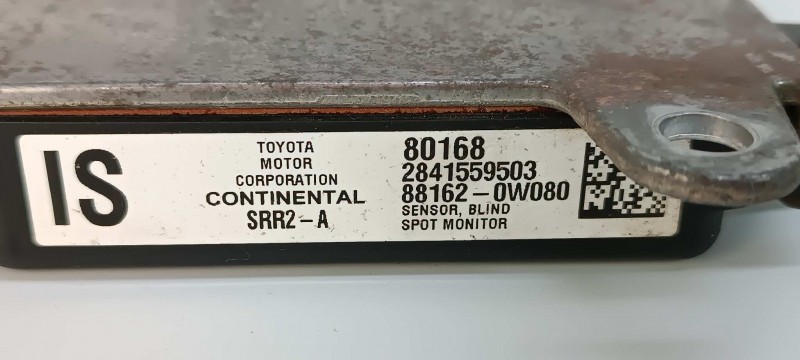 IS
TOYOTA
MOTOR
CORPORATION
CONTINENTAL
SRR2-A
80168
2841559503
88162-0W080
SENSOR, BLIND
SPOT MONITOR